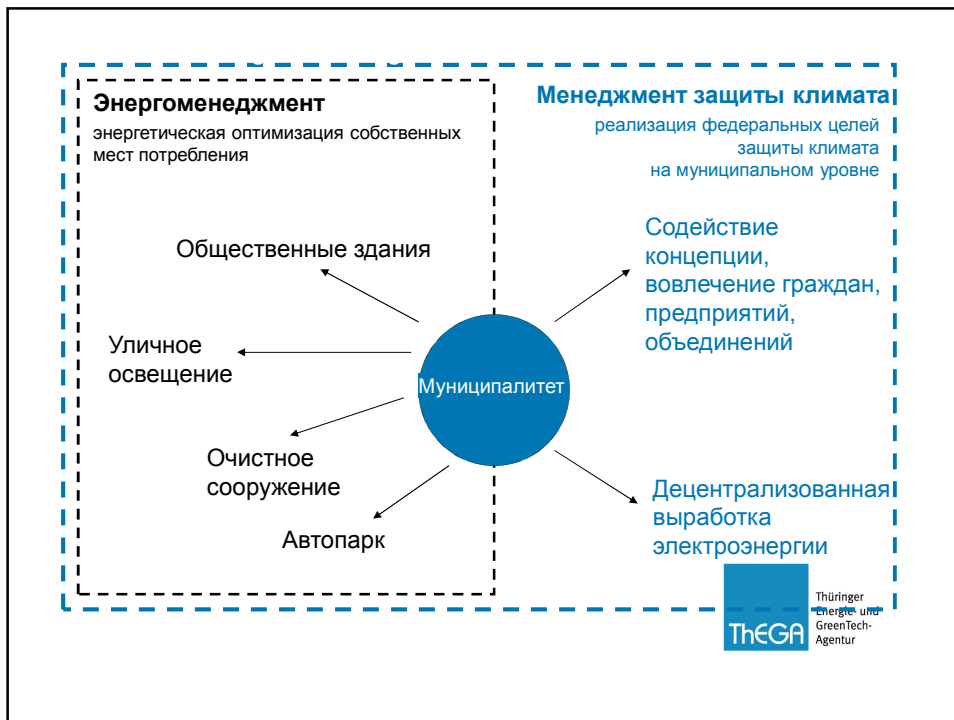 Энергоменеджмент
энергетическая оптимизация собственных
мест потребления
Менеджмент защиты климата
реализация федеральных целей
защиты климата
на муниципальном уровне
Общественные здания
Уличное
освещение
Очистное
сооружение
Автопарк
Муниципалитет
Содействие
концепции,
вовлечение граждан,
предприятий,
объединений
Децентрализованная
выработка
электроэнергии
ThEGA
Thüringer
Energie- und
GreenTech-
Agentur